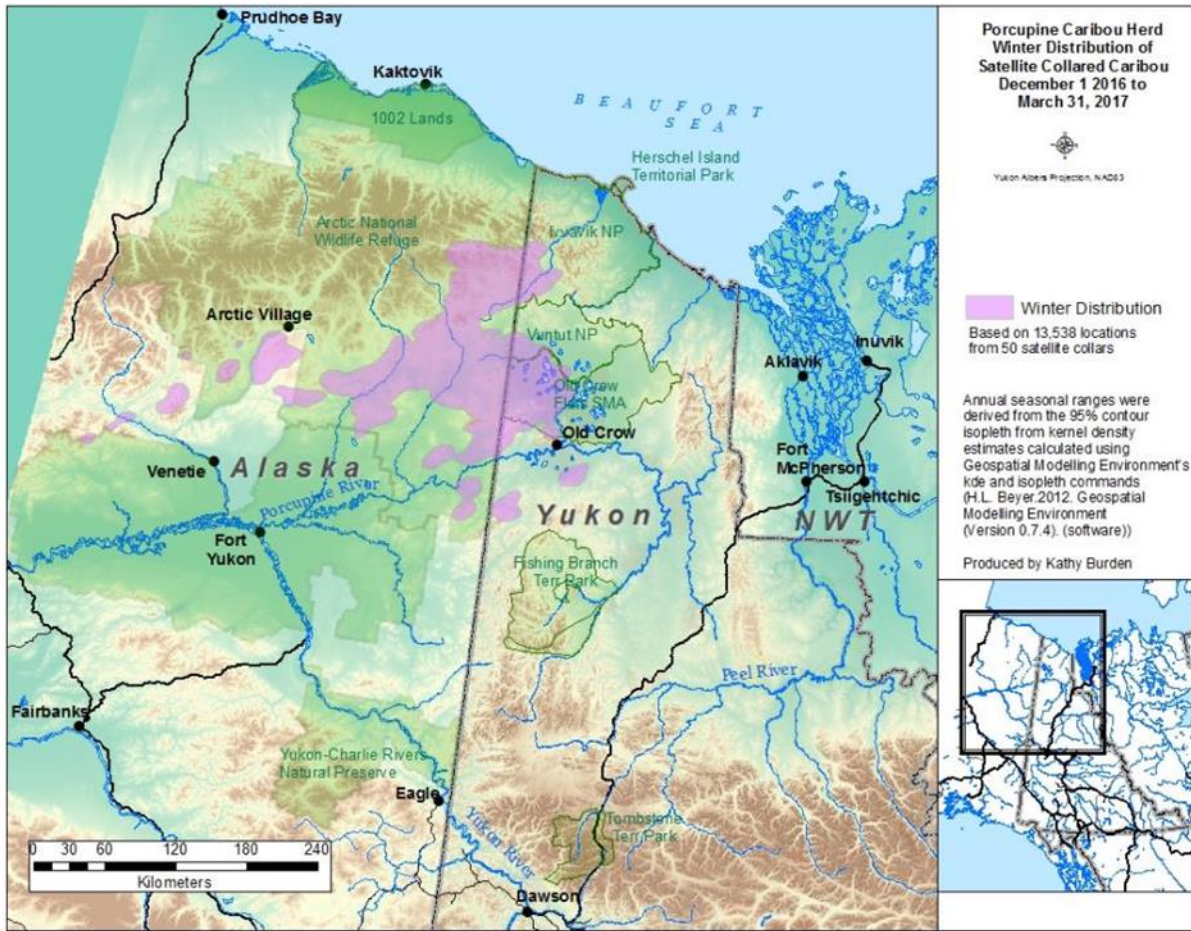 Prudhoe Bay
Kaktovik
1002 Lands
BEAUFORT
SEA
Herschel Island
Territorial Park
Arctic National
Wildlife Refuge
Ivvavik NP
Arctic Village
Vuntut NP
Old Crow
Flats SMA
Old Crow
Aklavik
Inuvik
Fort
McPherson
Tsiigehtchic
Venetie
Alaska
Porcupine River
Yukon
NWT
Fort
Yukon
Fishing Branch
Terr Park
Peel River
Fairbanks
Yukon-Charlie Rivers
Natural Preserve
Eagle
Yukon River
Tombstone
Terr Park
Dawson
0 30 60 120 180 240
Kilometers
Porcupine Caribou Herd
Winter Distribution of
Satellite Collared Caribou
December 1 2016 to
March 31, 2017
Yukon Albers Projection, NAD83
Winter Distribution
Based on 13,538 locations
from 50 satellite collars
Annual seasonal ranges were
derived from the 95% contour
isopleth from kernel density
estimates calculated using
Geospatial Modelling Environment's
kde and isopleth commands
(H.L. Beyer.2012. Geospatial
Modelling Environment
(Version 0.7.4). (software))
Produced by Kathy Burden